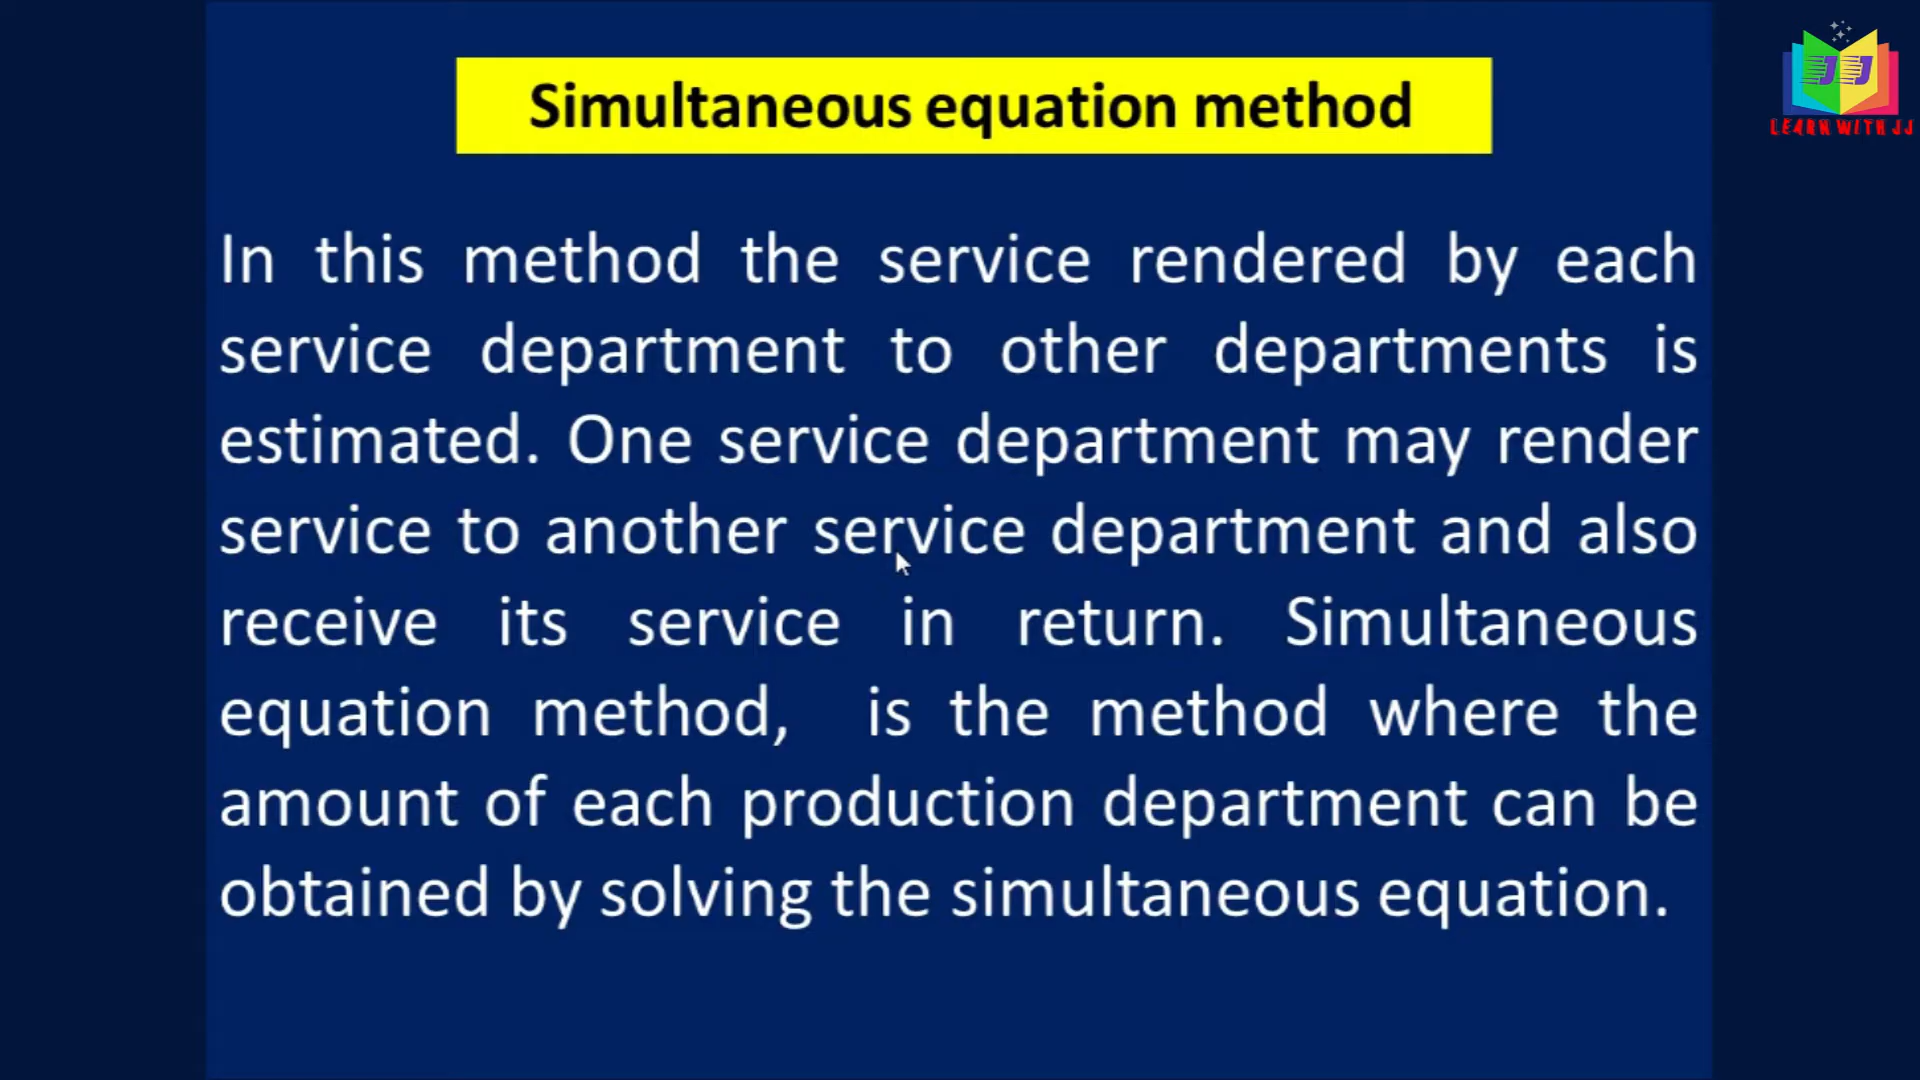 Simultaneous equation method
In this method the service rendered by each
service department to other departments is
estimated. One service department may render
service to another service department and also
receive its service in return. Simultaneous
equation method, is the method where the
amount of each production department can be
obtained by solving the simultaneous equation.
JJ
LEARN WITH JJ